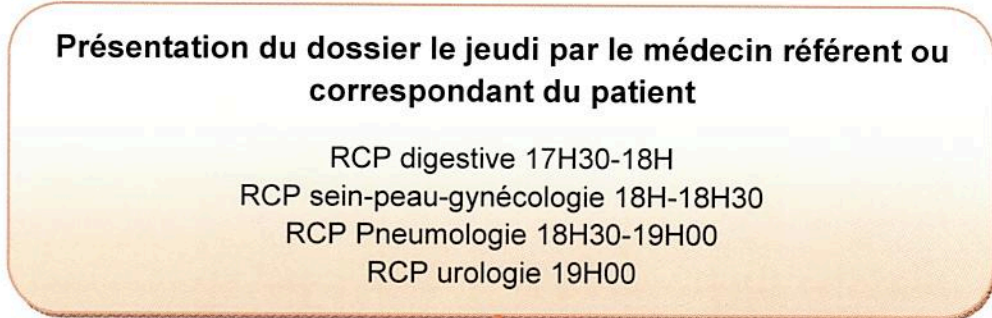 Présentation du dossier le jeudi par le médecin référent ou
correspondant du patient
RCP digestive 17H30-18H
RCP sein-peau-gynécologie 18H-18H30
RCP Pneumologie 18H30-19H00
RCP urologie 19H00